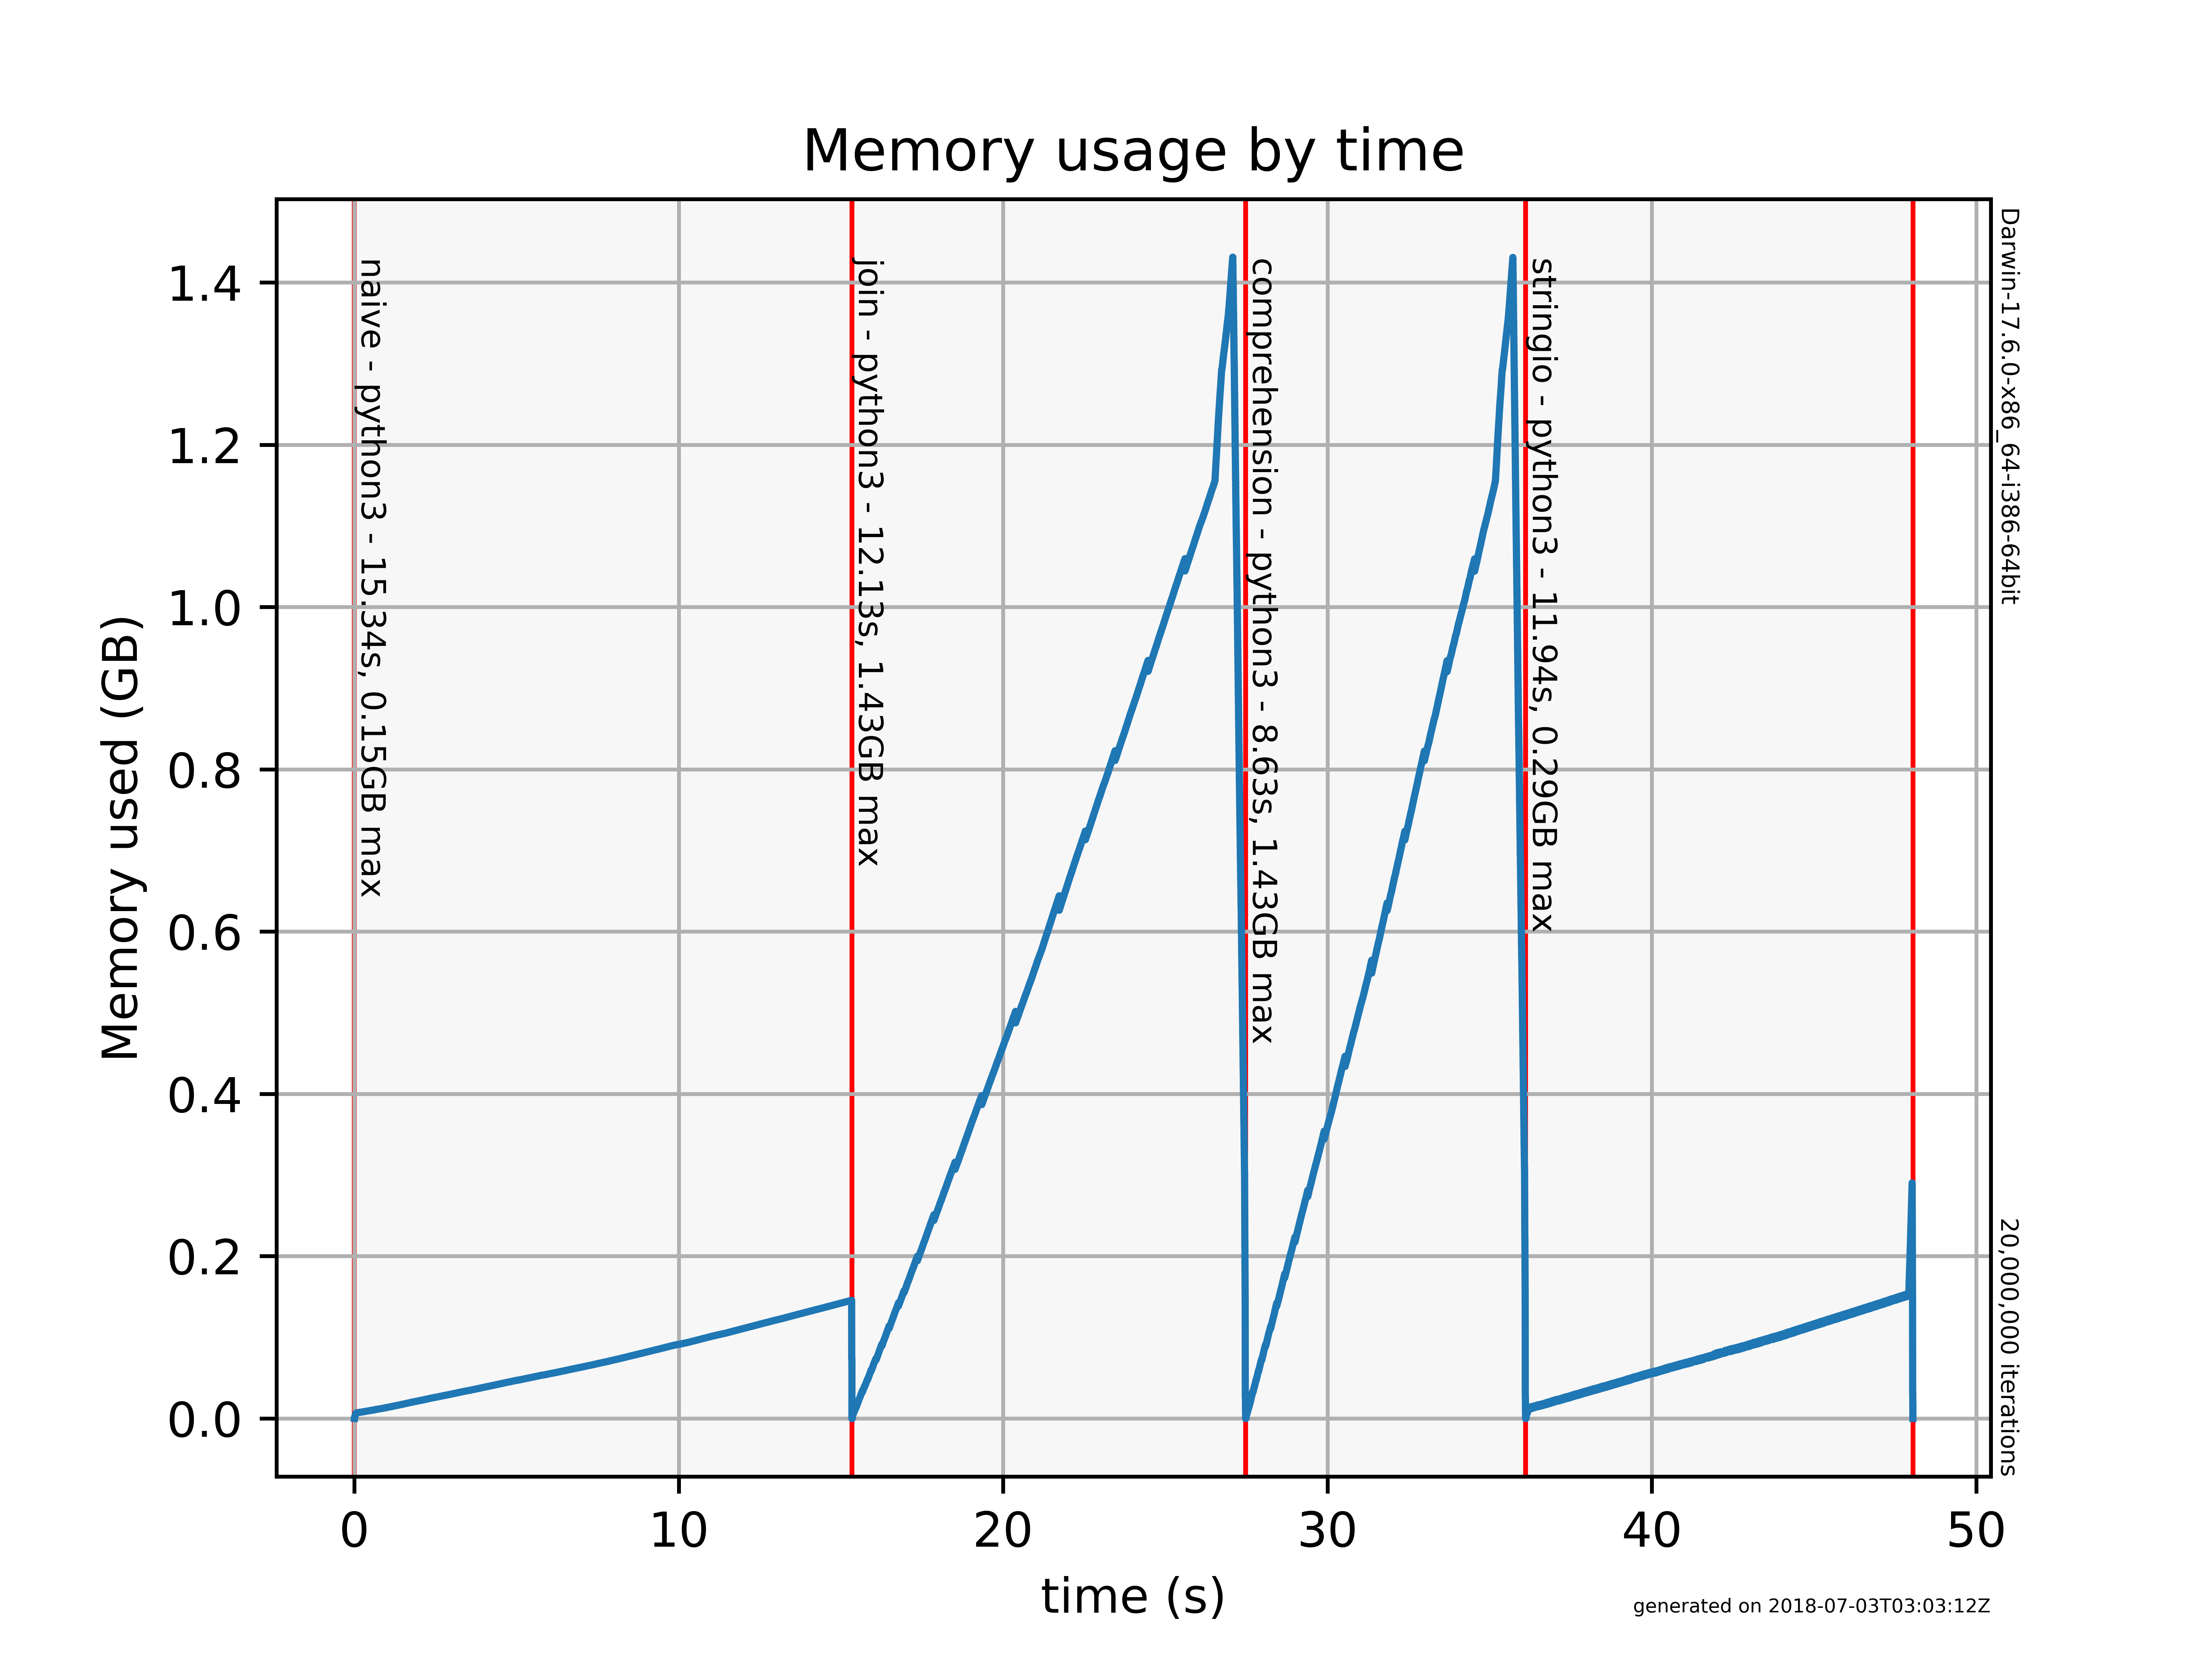 Memory usage by time
Memory used (GB)
1.4
1.2
1.0
0.8
0.6
0.4
0.2
0.0
naive - python3 - 15.34s, 0.15GB max
join - python3 - 12.13s, 1.43GB max
comprehension - python3 - 8.63s, 1.43GB max
stringio - python3 - 11.94s, 0.29GB max
Darwin-17.6.0-x86_64-i386-64bit
20,000,000 iterations
0 10 20 30 40 50
time (s)
generated on 2018-07-03T03:03:12Z